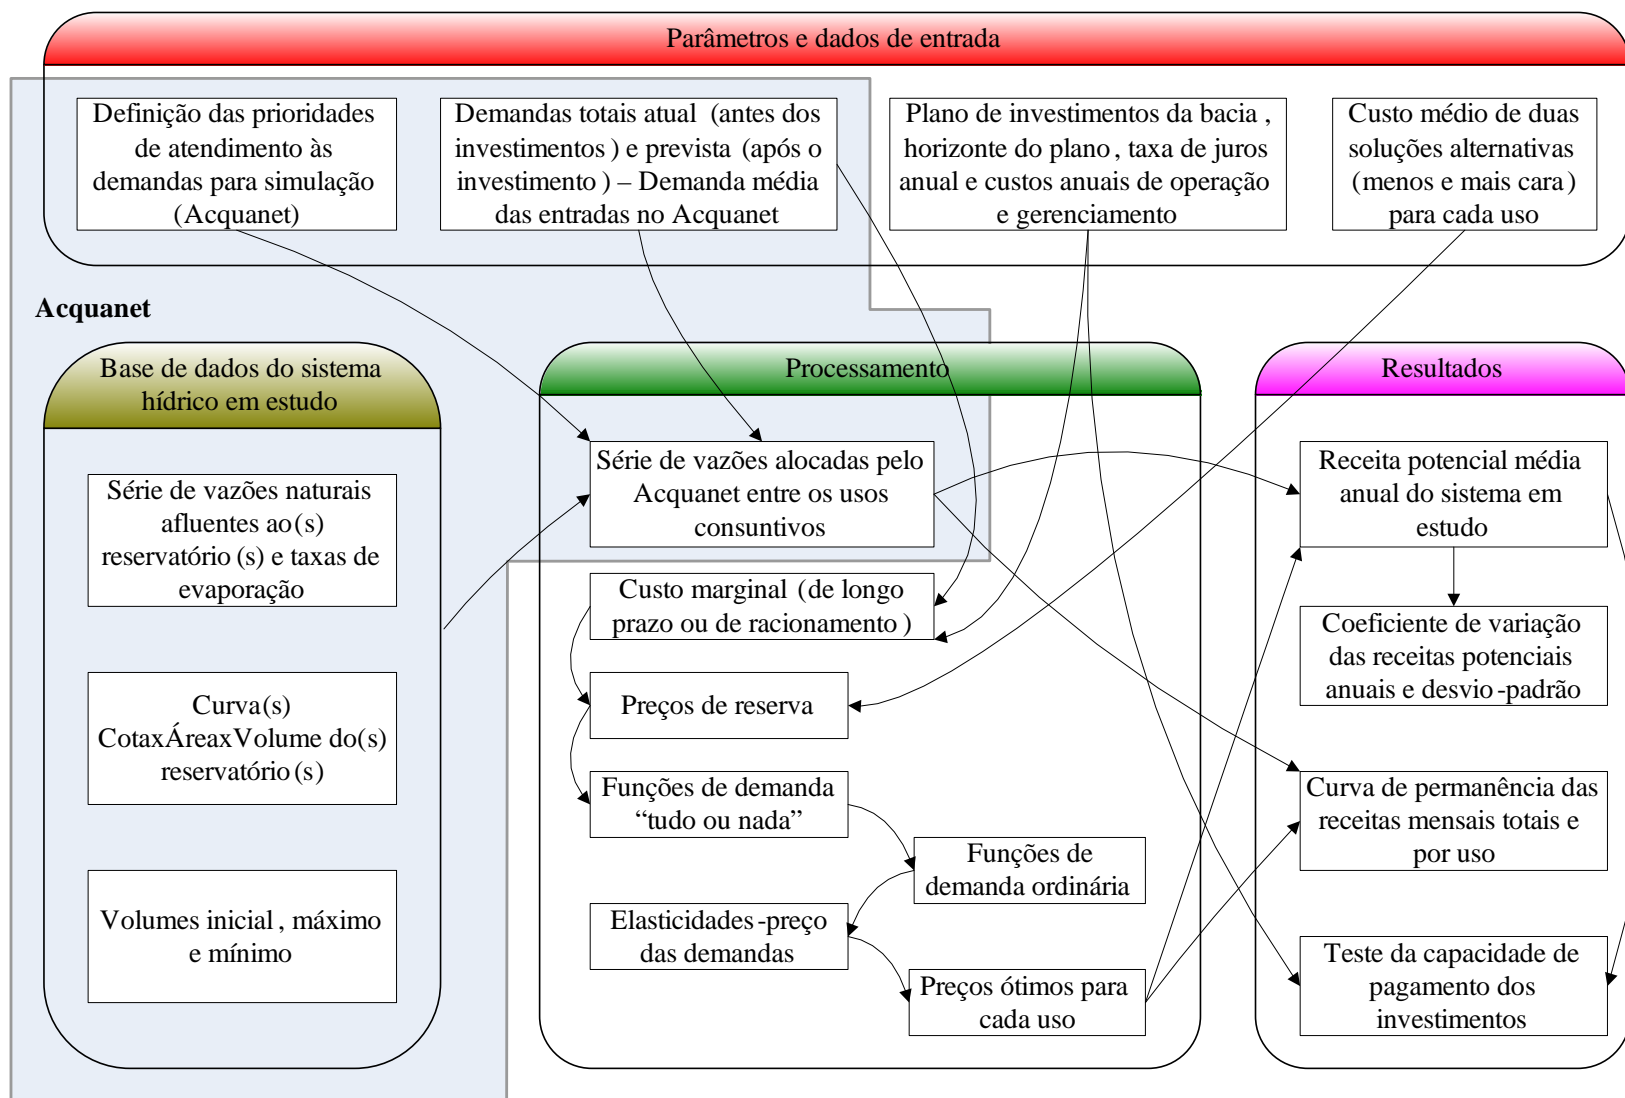 Parâmetros e dados de entrada
Definição das prioridades
de atendimento às
demandas para simulação
(Acquanet)
Demandas totais atual (antes dos
investimentos) e prevista (após o
investimento) – Demanda média
das entradas no Acquanet
Plano de investimentos da bacia,
horizonte do plano, taxa de juros
anual e custos anuais de operação
e gerenciamento
Custo médio de duas
soluções alternativas
(menos e mais cara)
para cada uso
Acquanet
Base de dados do sistema
hídrico em estudo
Série de vazões naturais
afluentes ao(s)
reservatório(s) e taxas de
evaporação
Curva(s)
CotaxÁreaxVolume do(s)
reservatório(s)
Volumes inicial, máximo
e mínimo
Processamento
Série de vazões alocadas pelo
Acquanet entre os usos
consuntivos
Custo marginal (de longo
prazo ou de racionamento)
Preços de reserva
Funções de demanda
“tudo ou nada”
Funções de
demanda ordinária
Elasticidades-preço
das demandas
Preços ótimos para
cada uso
Resultados
Receita potencial média
anual do sistema em
estudo
Coeficiente de variação
das receitas potenciais
anuais e desvio-padrão
Curva de permanência das
receitas mensais totais e
por uso
Teste da capacidade de
pagamento dos
investimentos